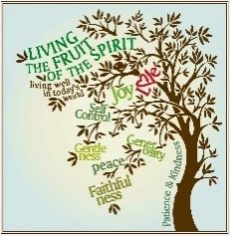 LIVING
THE FRUIT
OF THE SPIRIT
living well
in today's
world
Joy
Love
Self
Control
Gentle
ness
Gener
osity
peace
Faithful
ness
Patience & Kindness